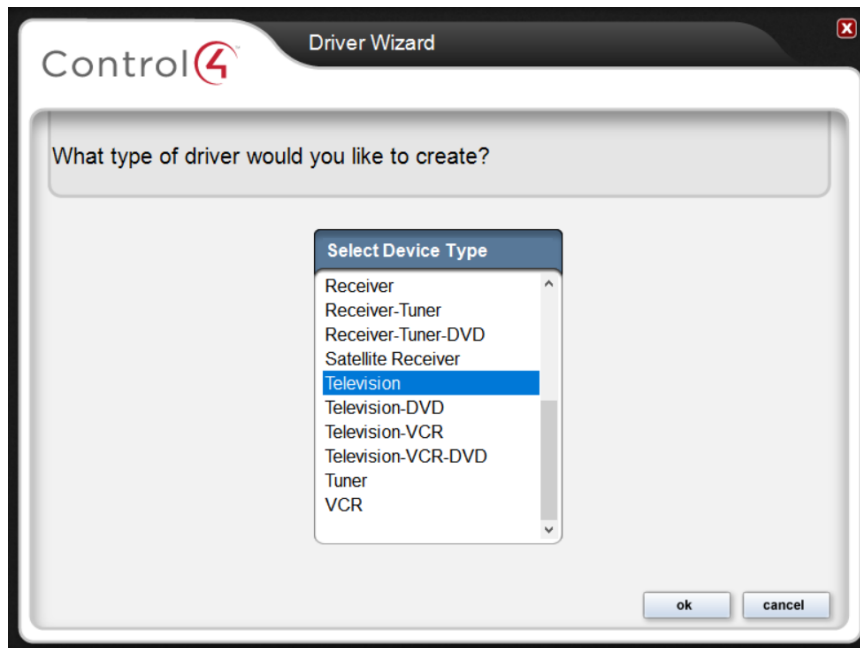 Control4
Driver Wizard
What type of driver would you like to create?
Select Device Type
Receiver
Receiver-Tuner
Receiver-Tuner-DVD
Satellite Receiver
Television
Television-DVD
Television-VCR
Television-VCR-DVD
Tuner
VCR
ok
cancel